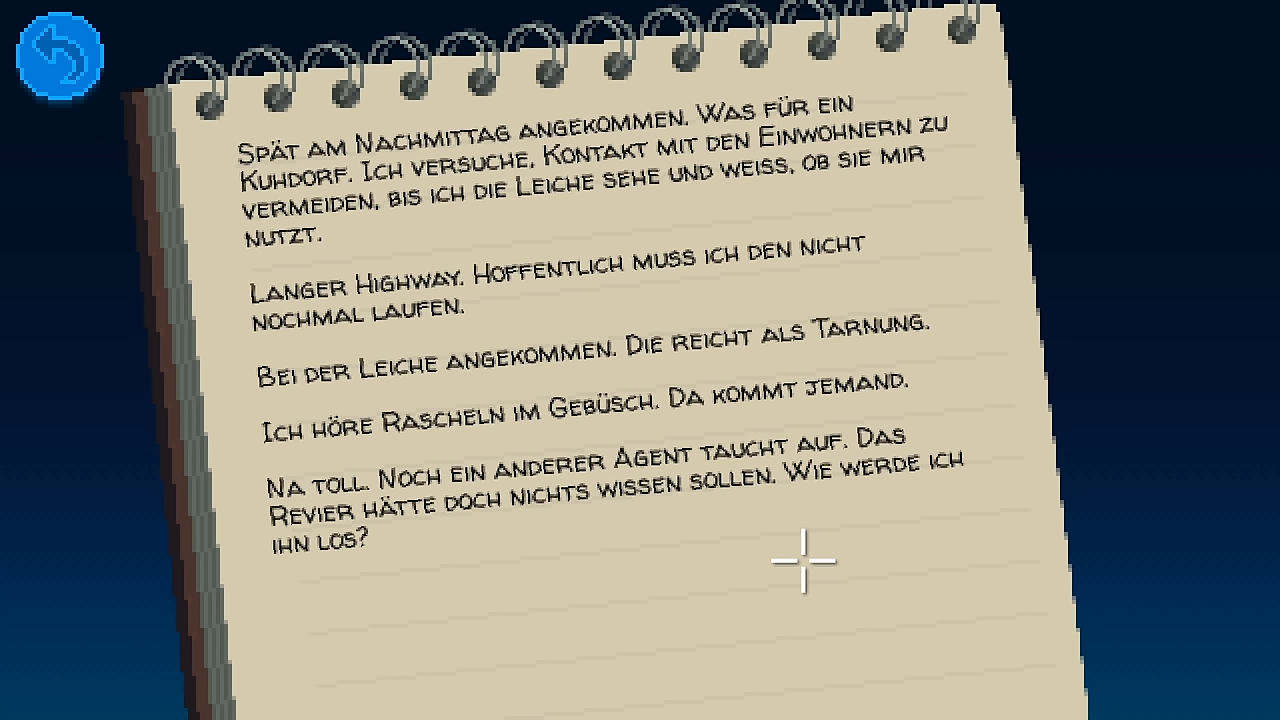 Spät am Nachmittag angekommen. Was für ein
Kuhdorf. Ich versuche, Kontakt mit den Einwohnern zu
vermeiden, bis ich die Leiche sehe und weiss, ob sie mir
nutzt.
Langer Highway. Hoffentlich muss ich den nicht
nochmal laufen.
Bei der Leiche angekommen. Die reicht als Tarnung.
Ich höre Rascheln im Gebüsch. Da kommt jemand.
Na toll. Noch ein anderer Agent taucht auf. Das
Revier hätte doch nichts wissen sollen. Wie werde ich
ihn los?